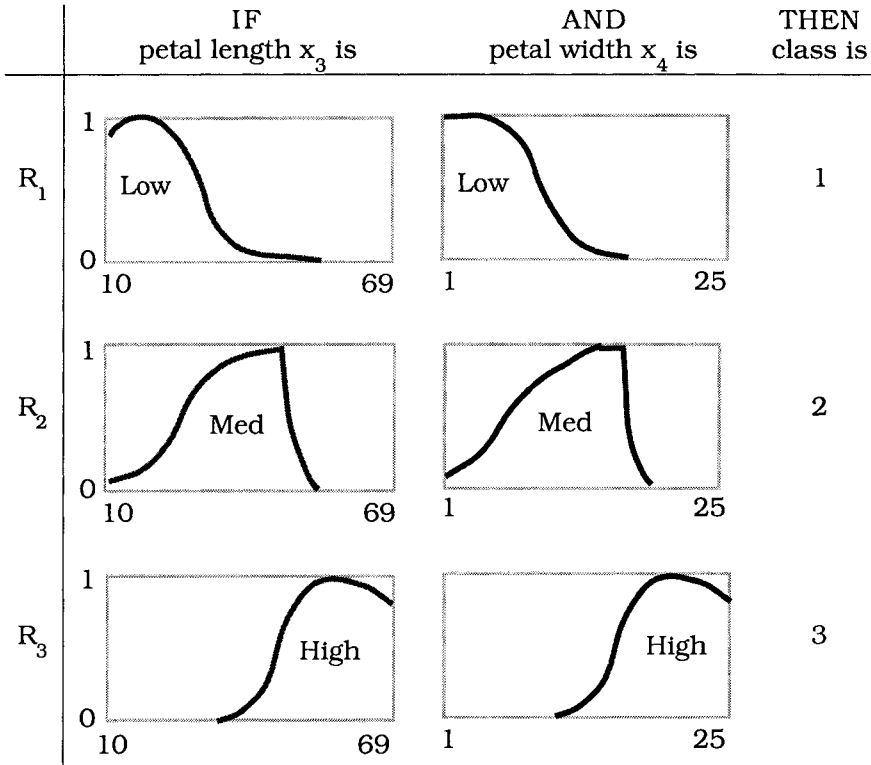 IF AND THEN
petal length x₃ is petal width x₄ is class is
1
R₁ Low Low 1
0
10 69 1 25
1
R₂ Med Med 2
0
10 69 1 25
1
R₃ High High 3
0
10 69 1 25